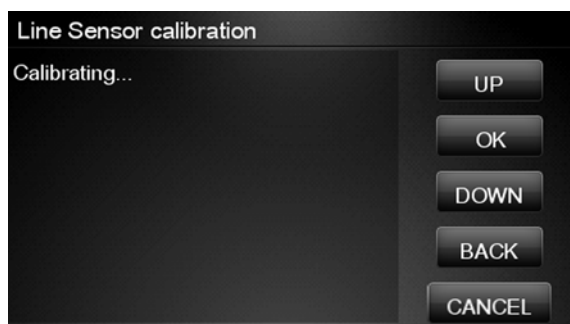 Line Sensor calibration
Calibrating...
UP
OK
DOWN
BACK
CANCEL